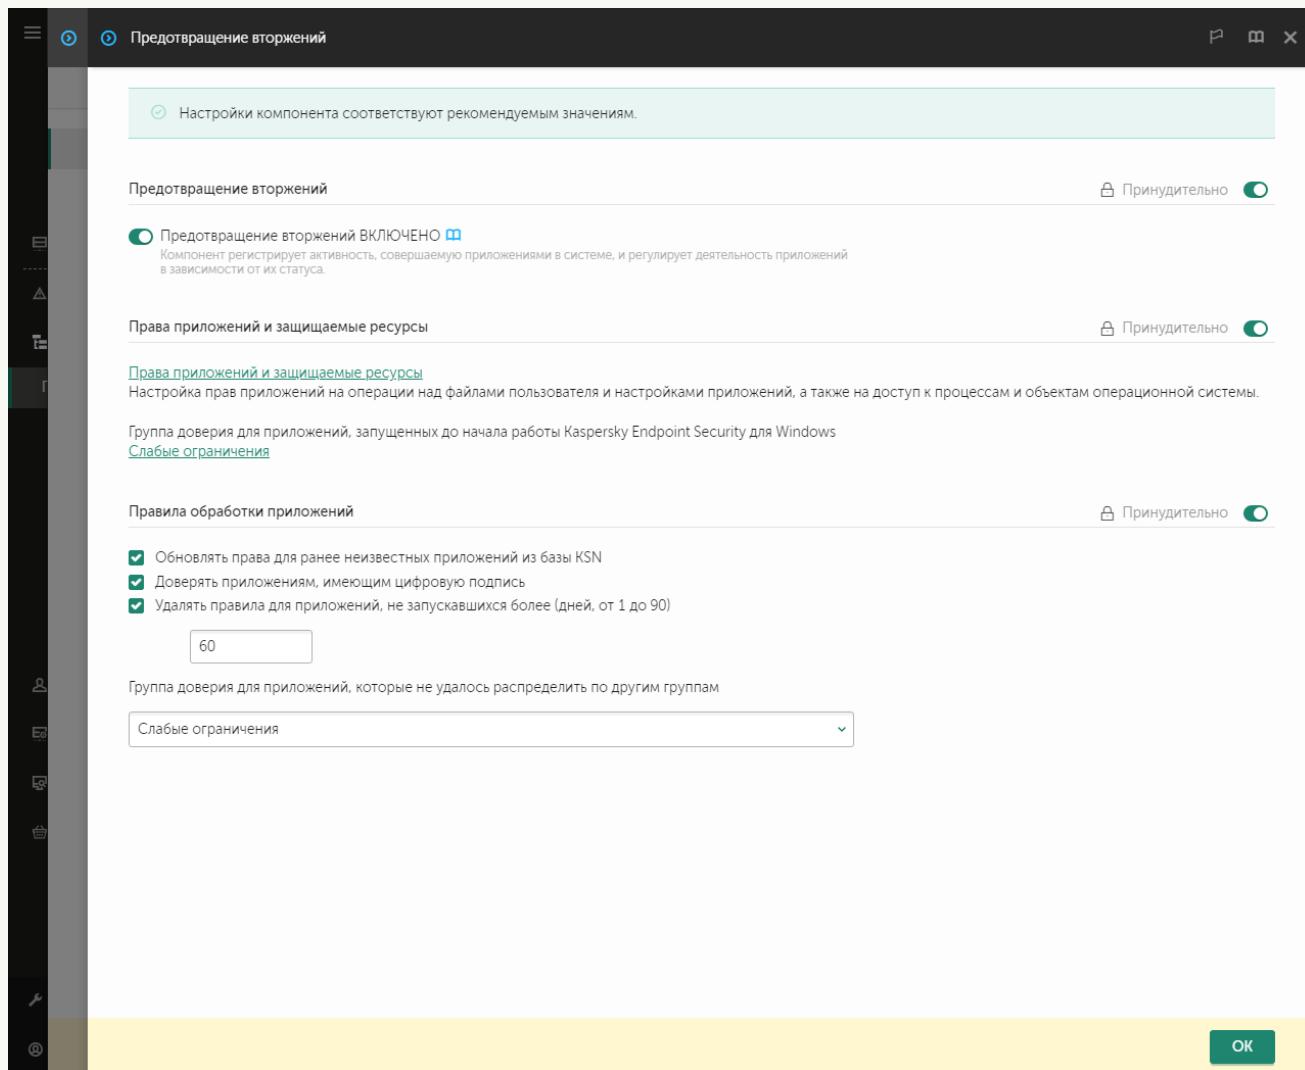 Предотвращение вторжений
Настройки компонента соответствуют рекомендуемым значениям.
Предотвращение вторжений
Принудительно
Предотвращение вторжений ВКЛЮЧЕНО
Компонент регистрирует активность, совершаемую приложениями в системе, и регулирует деятельность приложений
в зависимости от их статуса.
Права приложений и защищаемые ресурсы
Принудительно
Права приложений и защищаемые ресурсы
Настройка прав приложений на операции над файлами пользователя и настройками приложений, а также на доступ к процессам и объектам операционной системы.
Группа доверия для приложений, запущенных до начала работы Kaspersky Endpoint Security для Windows
Слабые ограничения
Правила обработки приложений
Принудительно
Обновлять права для ранее неизвестных приложений из базы KSN
Доверять приложениям, имеющим цифровую подпись
Удалять правила для приложений, не запускавшихся более (дней, от 1 до 90)
60
Группа доверия для приложений, которые не удалось распределить по другим группам
Слабые ограничения
OK